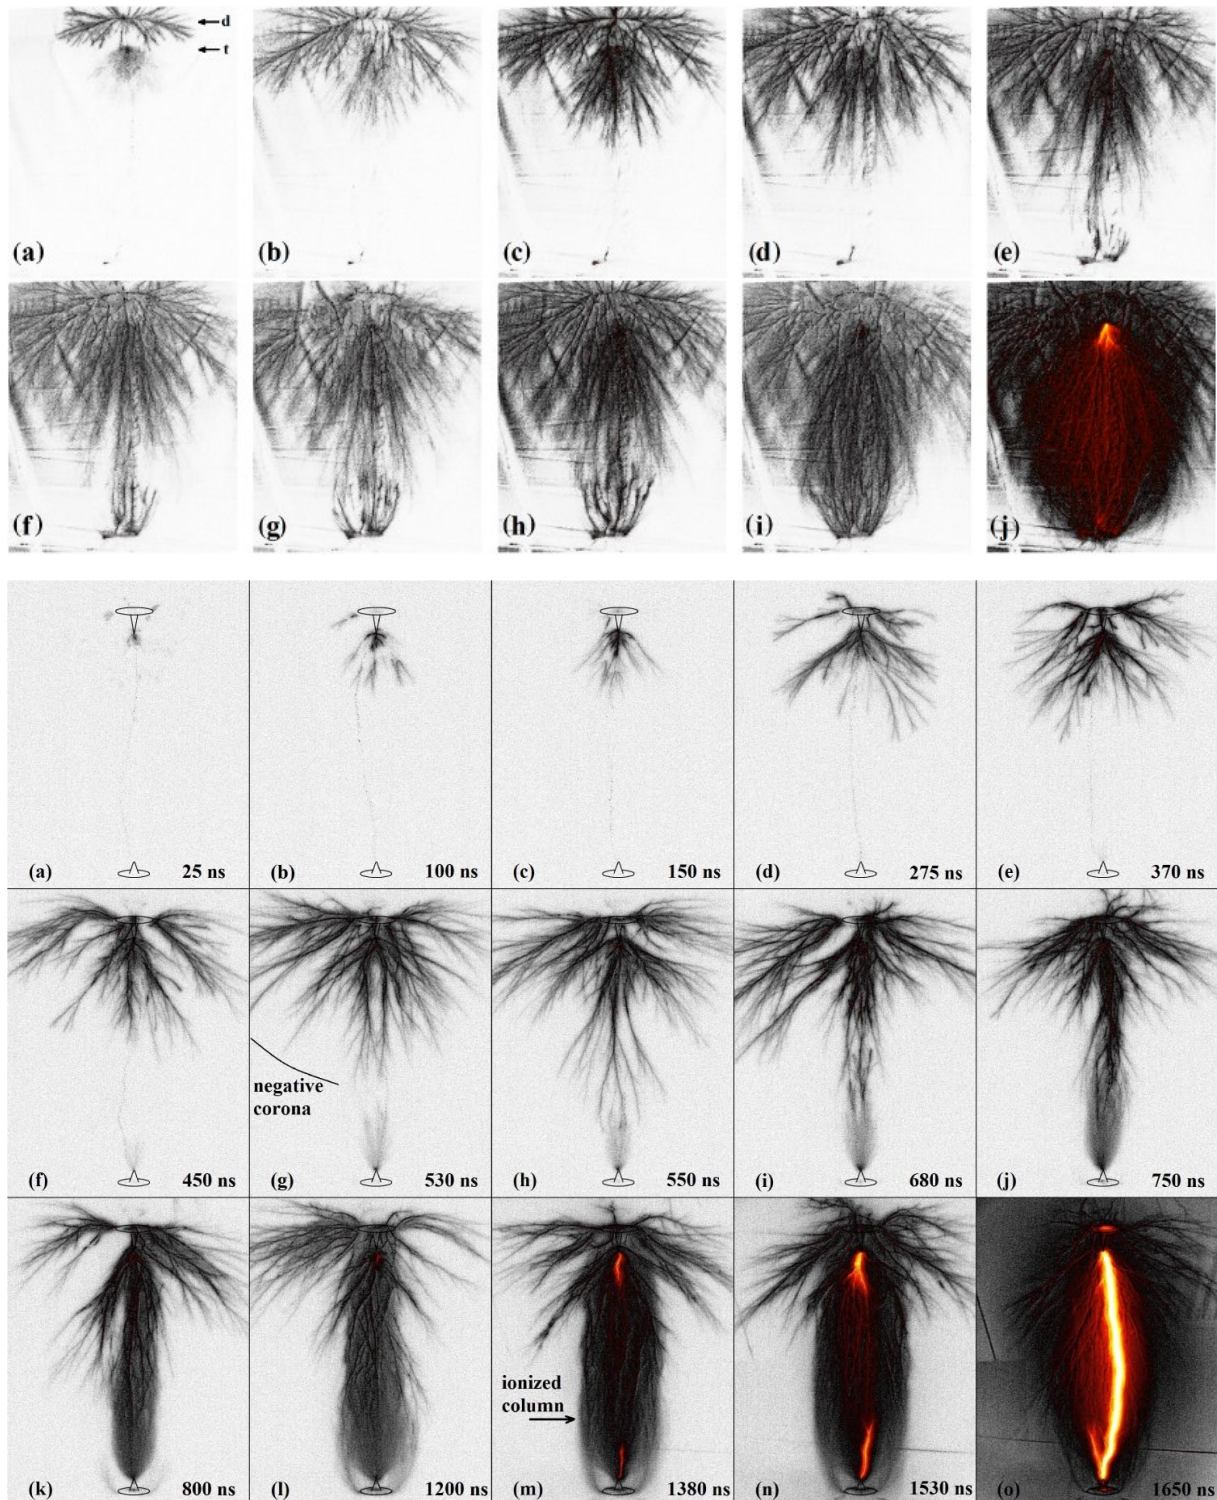 d
t
(a)
(b)
(c)
(d)
(e)
(f)
(g)
(h)
(i)
(j)
(a) 25 ns
(b) 100 ns
(c) 150 ns
(d) 275 ns
(e) 370 ns
negative
corona
(f) 450 ns
(g) 530 ns
(h) 550 ns
(i) 680 ns
(j) 750 ns
ionized
column
(k) 800 ns
(l) 1200 ns
(m) 1380 ns
(n) 1530 ns
(o) 1650 ns